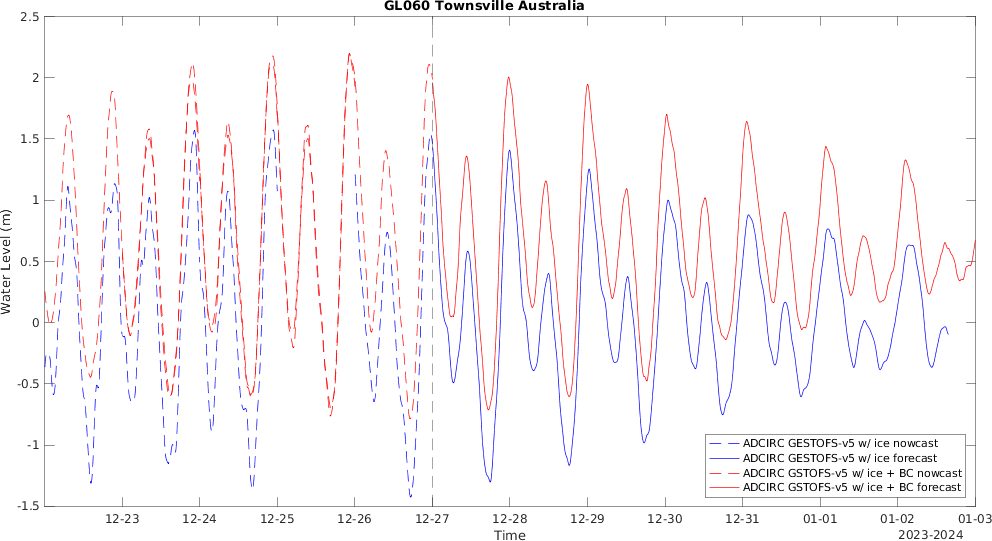 GL060 Townsville Australia
2.5
2
1.5
1
0.5
0
-0.5
-1
-1.5
Water Level (m)
ADCIRC GESTOFS-v5 w/ ice nowcast
ADCIRC GESTOFS-v5 w/ ice forecast
ADCIRC GSTOFS-v5 w/ ice + BC nowcast
ADCIRC GSTOFS-v5 w/ ice + BC forecast
12-23 12-24 12-25 12-26 12-27 12-28 12-29 12-30 12-31 01-01 01-02 01-03
Time
2023-2024